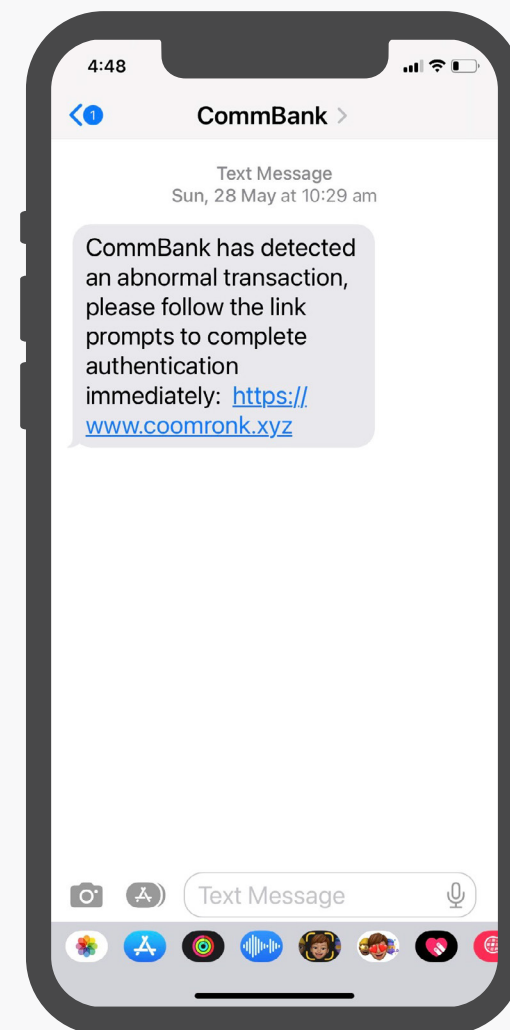 4:48
1
CommBank
Text Message
Sun, 28 May at 10:29 am
CommBank has detected
an abnormal transaction,
please follow the link
prompts to complete
authentication
immediately: https://
www.coomronk.xyz
Text Message